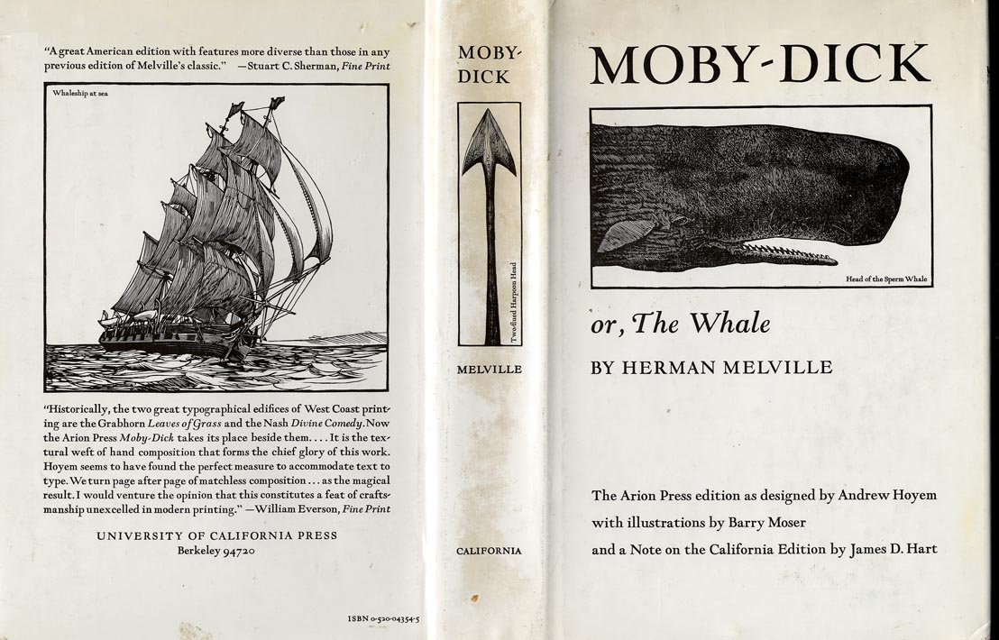 “A great American edition with features more diverse than those in any
previous edition of Melville’s classic.” —Stuart C. Sherman, Fine Print
Whaleship at sea
“Historically, the two great typographical edifices of West Coast print-
ing are the Grabhorn Leaves of Grass and the Nash Divine Comedy. Now
the Arion Press Moby-Dick takes its place beside them. . . . It is the tex-
tural weft of hand composition that forms the chief glory of this work.
Hoyem seems to have found the perfect measure to accommodate text to
type. We turn page after page of matchless composition . . . as the magical
result. I would venture the opinion that this constitutes a feat of crafts-
manship unexcelled in modern printing.” —William Everson, Fine Print
UNIVERSITY OF CALIFORNIA PRESS
Berkeley 94720
ISBN 0-520-04354-5
MOBY-
DICK
Two-flued Harpoon Head
MELVILLE
CALIFORNIA
MOBY-DICK
Head of the Sperm Whale
or, The Whale
BY HERMAN MELVILLE
The Arion Press edition as designed by Andrew Hoyem
with illustrations by Barry Moser
and a Note on the California Edition by James D. Hart